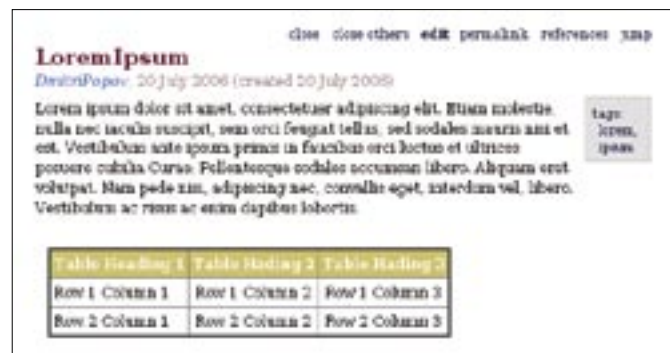 close close others edit permalink references jump
LoremIpsum
DmitriPopov, 20 July 2006 (created 20 July 2006)
Lorem ipsum dolor sit amet, consectetuer adipiscing elit. Etiam molestie,
nulla nec iaculis suscipit, sem orci feugiat tellus, sed sodales mauris nisi et
est. Vestibulum ante ipsum primis in faucibus orci luctus et ultrices
posuere cubilia Curae; Pellentesque sodales accumsan libero. Aliquam erat
volutpat. Nam pede nisi, adipiscing nec, convallis eget, interdum vel, libero.
Vestibulum ac risus ac enim dapibus lobortis.
tags:
lorem,
ipsum
Table Heading 1 Table Hading 2 Table Hading 3
Row 1 Column 1 Row 1 Column 2 Row 1 Column 3
Row 2 Column 1 Row 2 Column 2 Row 2 Column 3